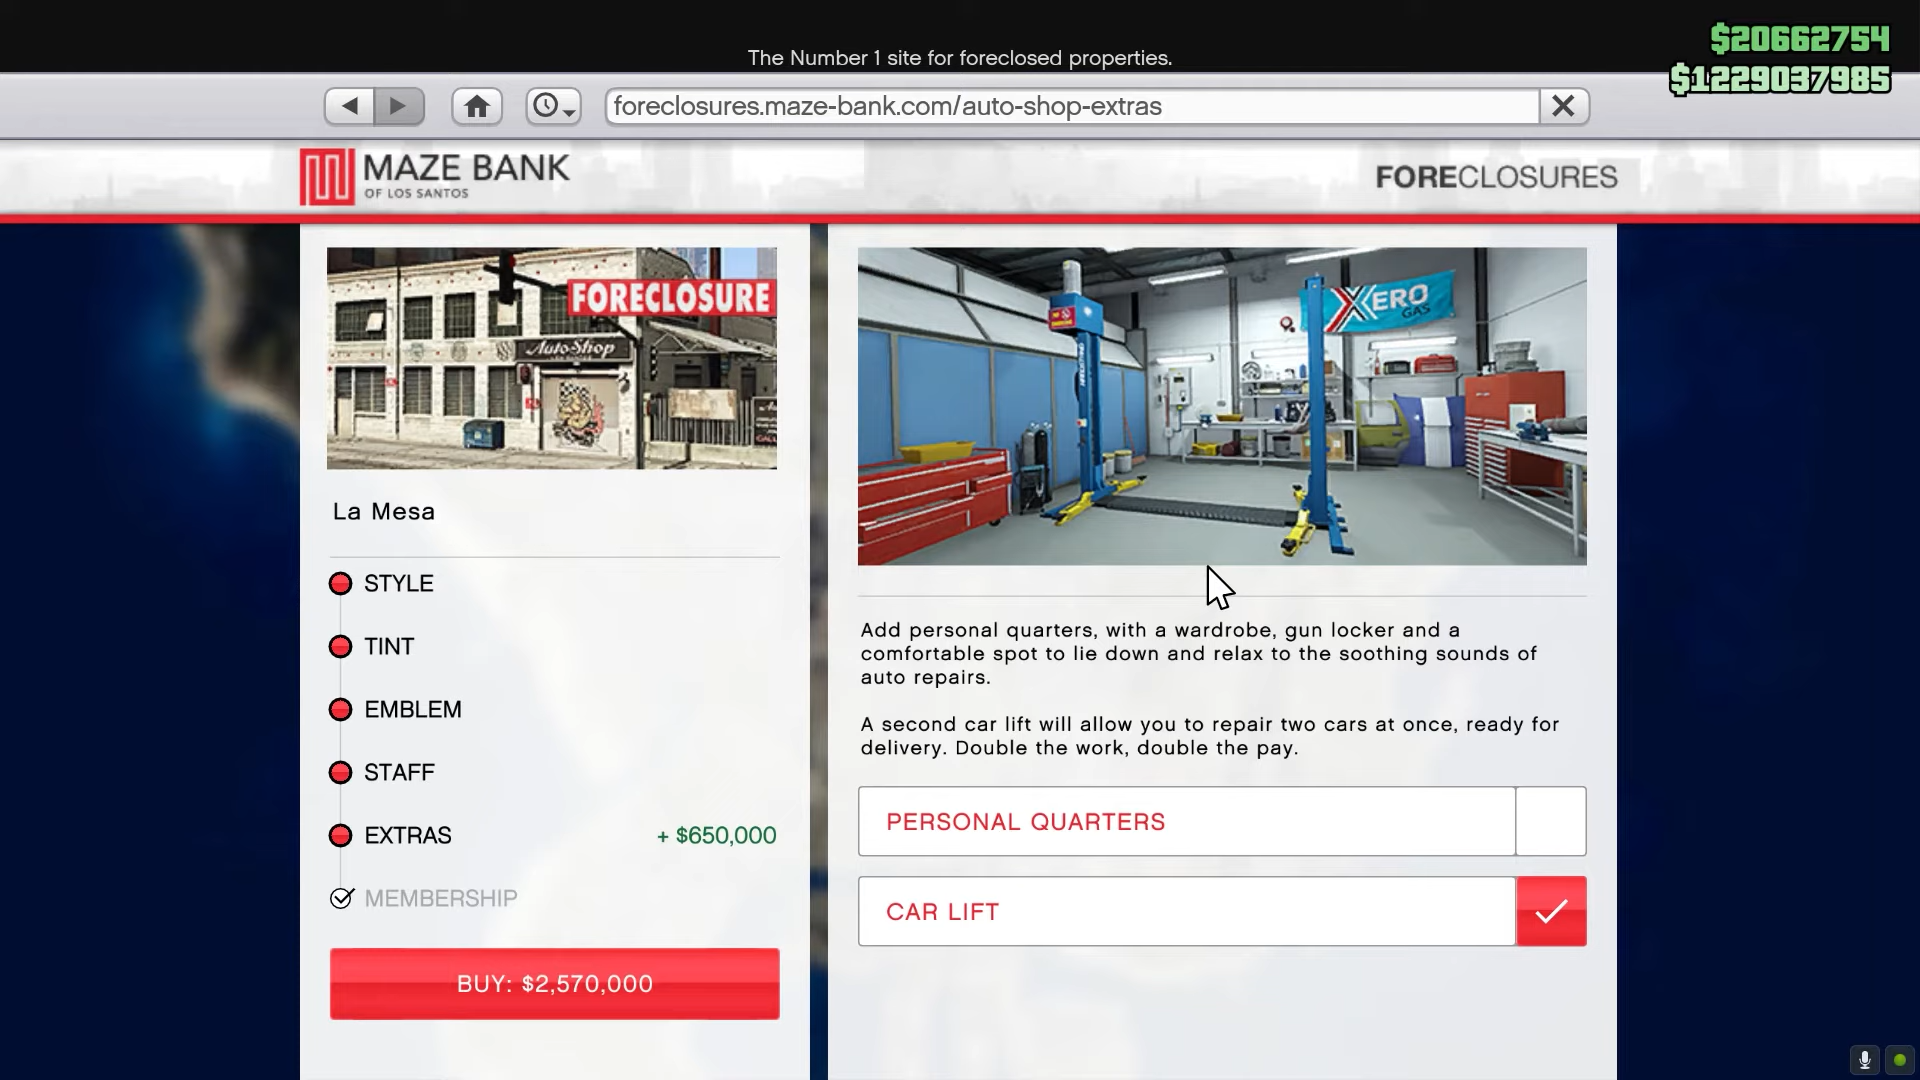 The Number 1 site for foreclosed properties.
$20662754
$1229037985
foreclosures.maze-bank.com/auto-shop-extras
MAZE BANK
OF LOS SANTOS
FORECLOSURES
FORECLOSURE
Auto Shop
XERO
GAS
La Mesa
STYLE
TINT
EMBLEM
STAFF
EXTRAS + $650,000
MEMBERSHIP
BUY: $2,570,000
Add personal quarters, with a wardrobe, gun locker and a
comfortable spot to lie down and relax to the soothing sounds of
auto repairs.
A second car lift will allow you to repair two cars at once, ready for
delivery. Double the work, double the pay.
PERSONAL QUARTERS
CAR LIFT